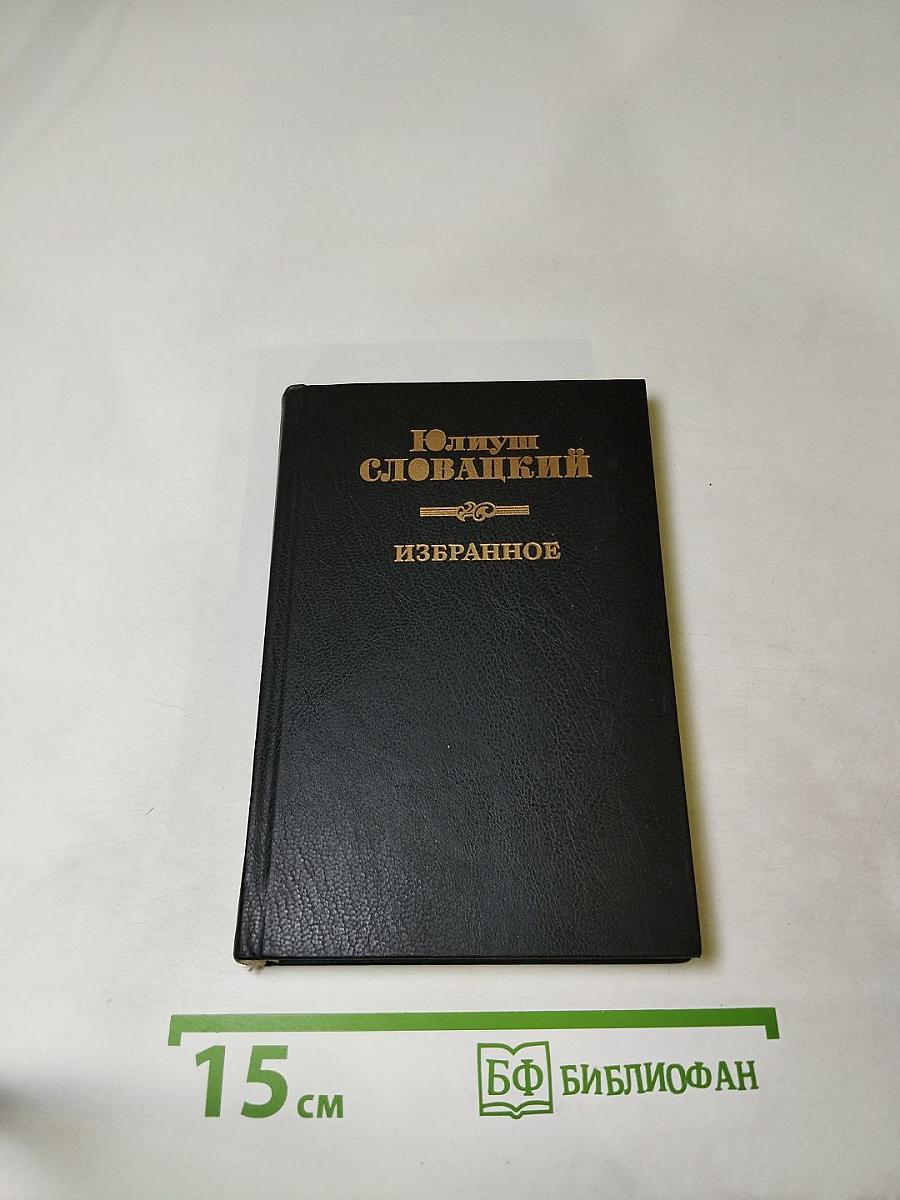 Юлиуш
СЛОВАЦКИЙ
ИЗБРАННОЕ
15 см
БФ БИБЛИОФАН